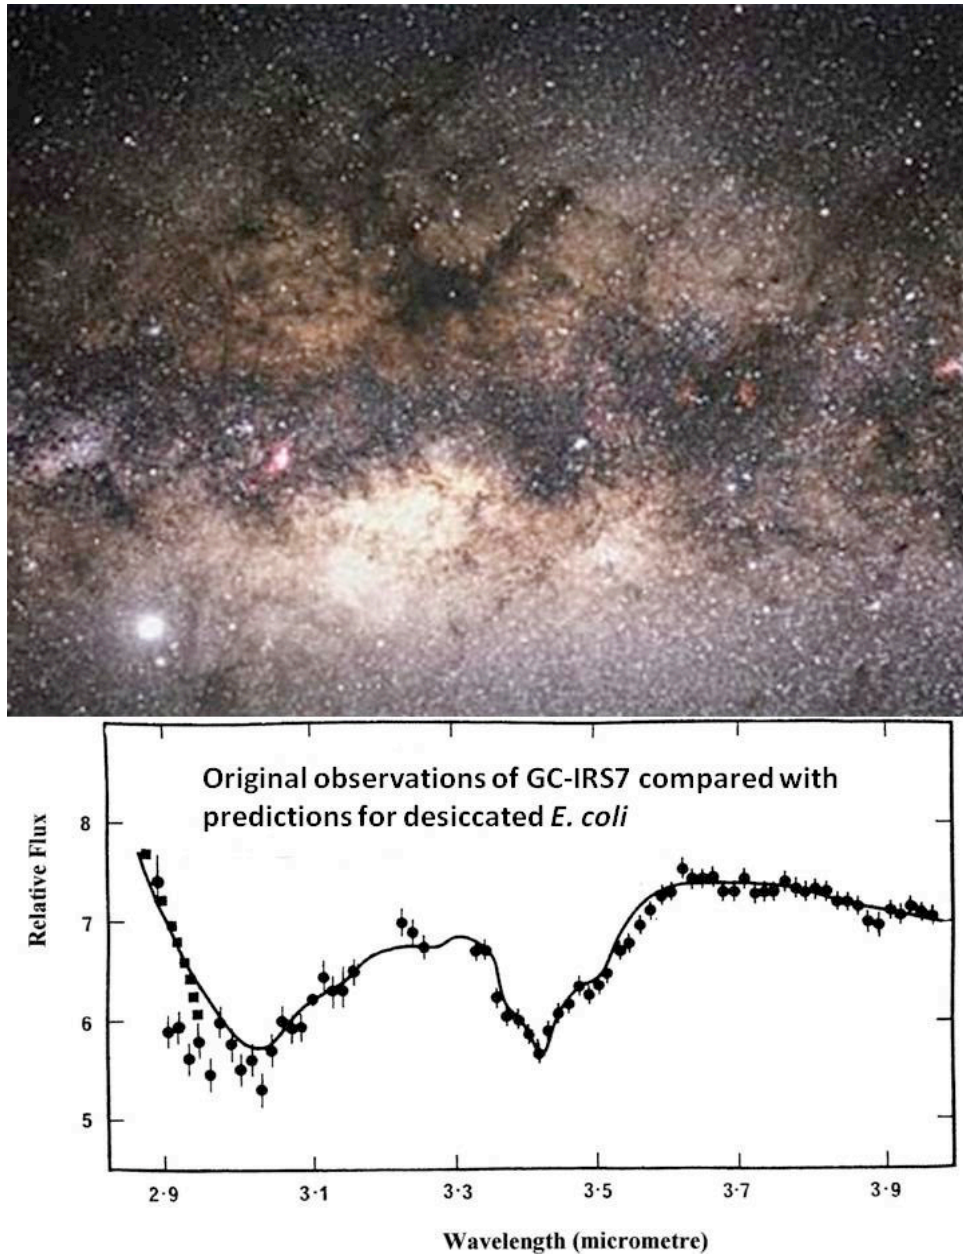 Original observations of GC-IRS7 compared with
predictions for desiccated E. coli
Relative Flux
8
7
6
5
2·9
3·1
3·3
3·5
3·7
3·9
Wavelength (micrometre)